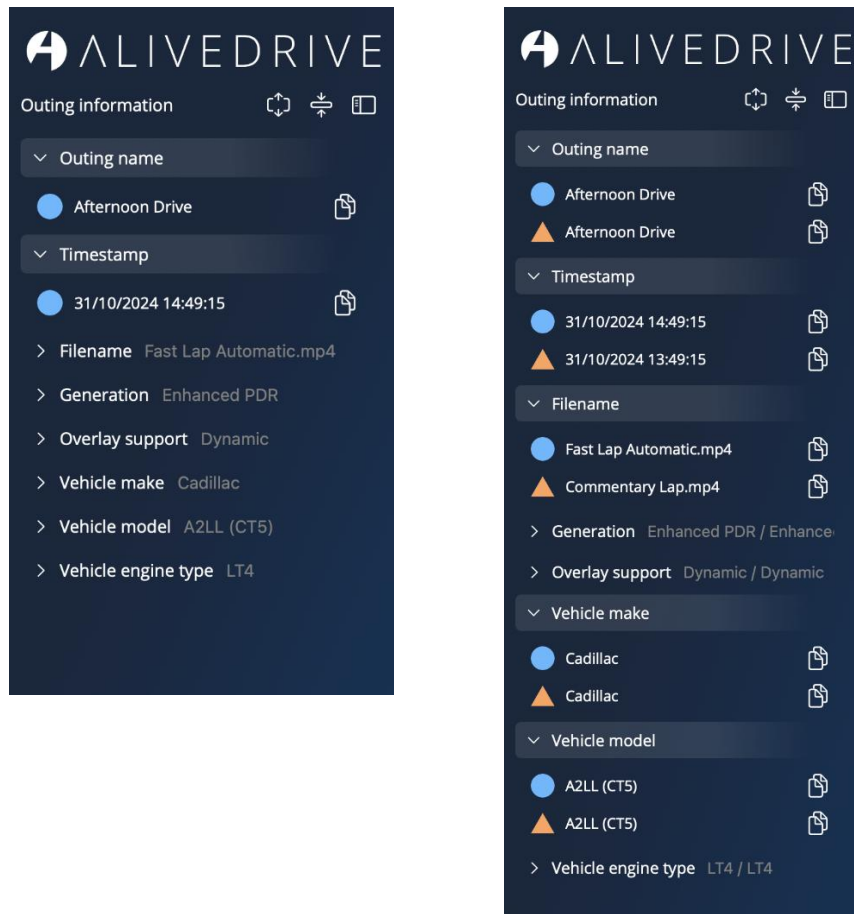 ALIVEDRIVE
Outing information
Outing name
Afternoon Drive
Timestamp
31/10/2024 14:49:15
Filename Fast Lap Automatic.mp4
Generation Enhanced PDR
Overlay support Dynamic
Vehicle make Cadillac
Vehicle model A2LL (CT5)
Vehicle engine type LT4
ALIVEDRIVE
Outing information
Outing name
Afternoon Drive
Afternoon Drive
Timestamp
31/10/2024 14:49:15
31/10/2024 13:49:15
Filename
Fast Lap Automatic.mp4
Commentary Lap.mp4
Generation Enhanced PDR / Enhance
Overlay support Dynamic / Dynamic
Vehicle make
Cadillac
Cadillac
Vehicle model
A2LL (CT5)
A2LL (CT5)
Vehicle engine type LT4 / LT4